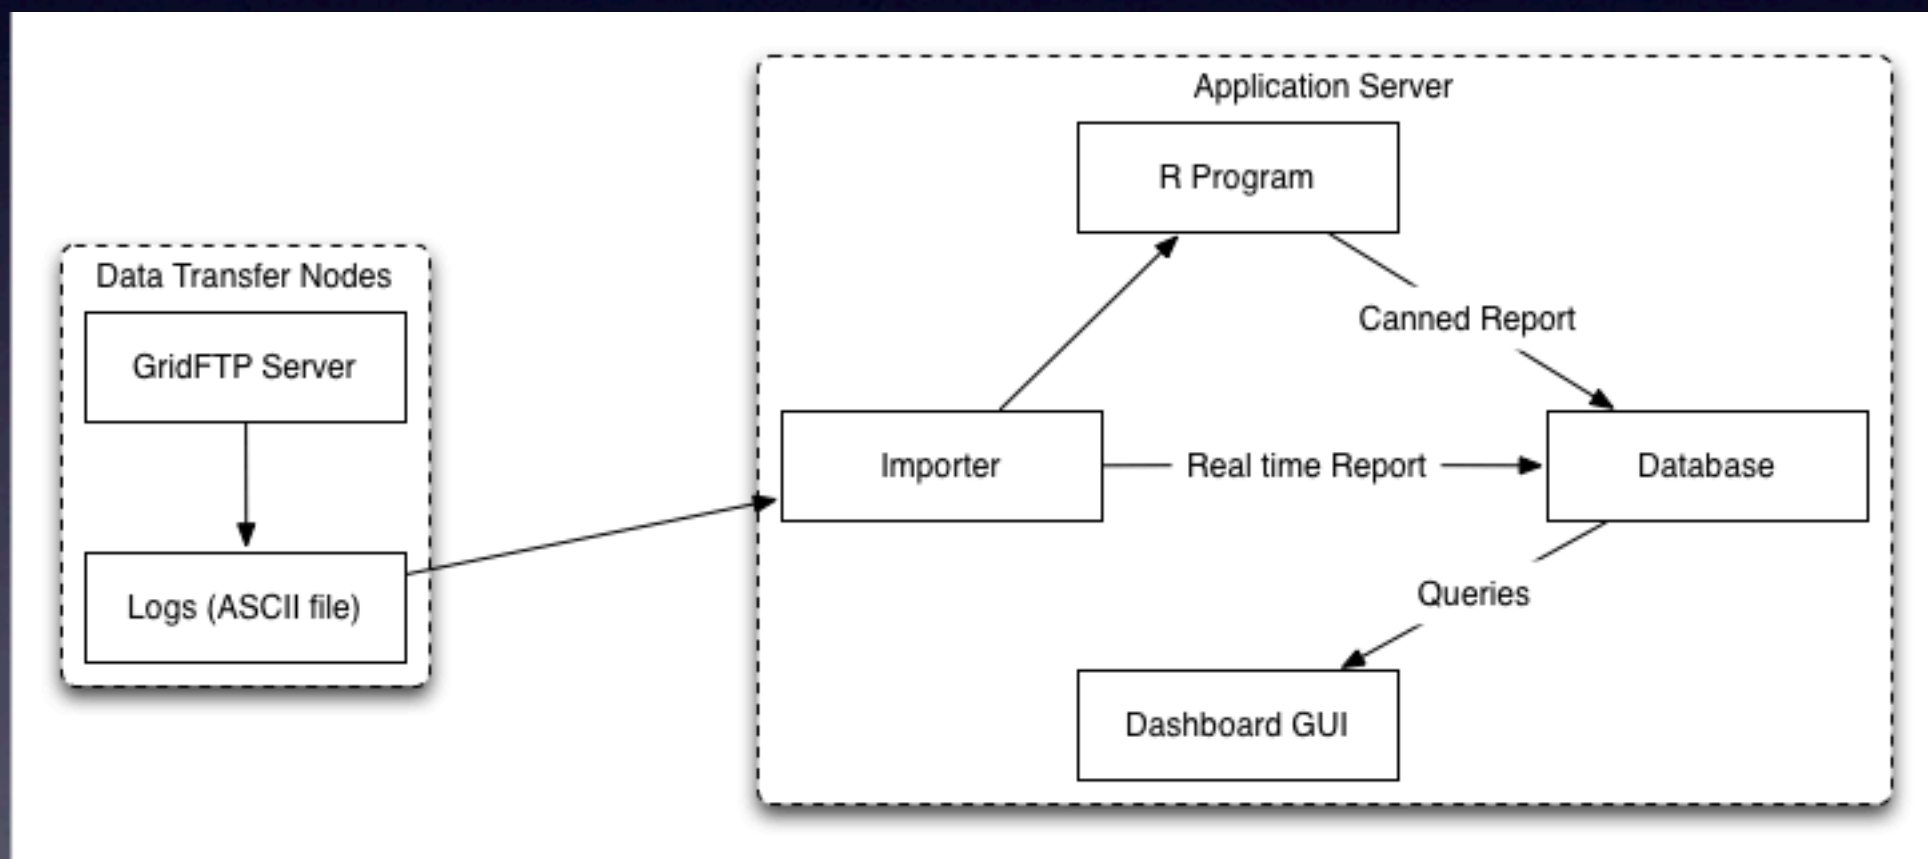 Application Server
R Program
Data Transfer Nodes
Canned Report
GridFTP Server
Importer
Real time Report
Database
Logs (ASCII file)
Queries
Dashboard GUI